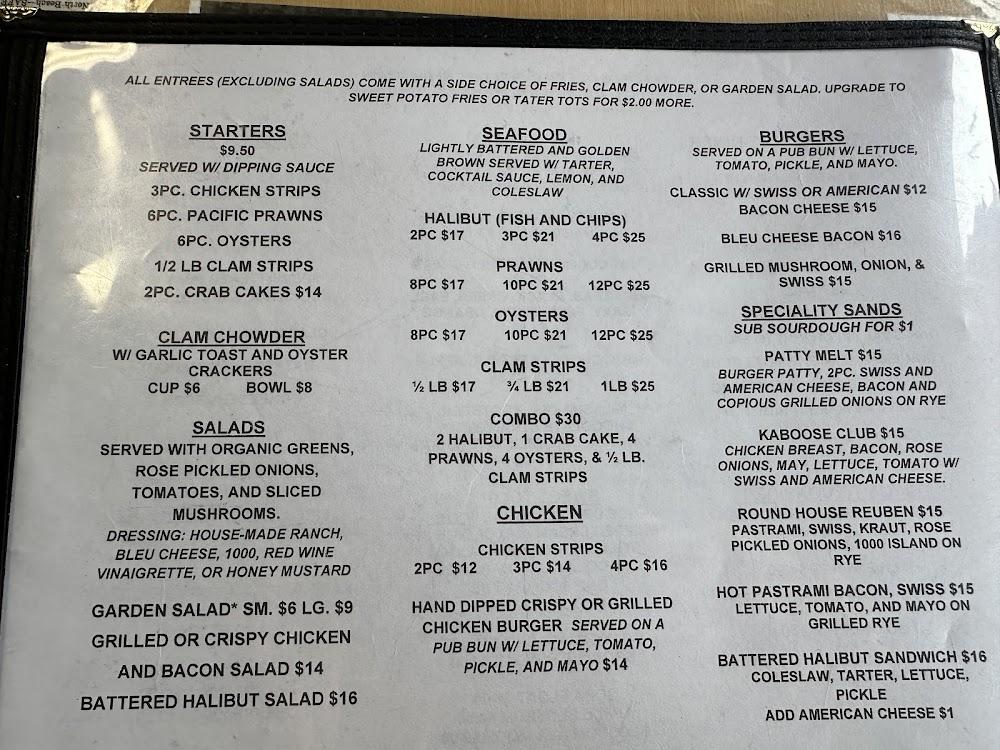 ALL ENTREES (EXCLUDING SALADS) COME WITH A SIDE CHOICE OF FRIES, CLAM CHOWDER, OR GARDEN SALAD. UPGRADE TO
SWEET POTATO FRIES OR TATER TOTS FOR $2.00 MORE.
STARTERS
$9.50
SERVED W/ DIPPING SAUCE
3PC. CHICKEN STRIPS
6PC. PACIFIC PRAWNS
6PC. OYSTERS
1/2 LB CLAM STRIPS
2PC. CRAB CAKES $14
CLAM CHOWDER
W/ GARLIC TOAST AND OYSTER
CRACKERS
CUP $6 BOWL $8
SALADS
SERVED WITH ORGANIC GREENS,
ROSE PICKLED ONIONS,
TOMATOES, AND SLICED
MUSHROOMS.
DRESSING: HOUSE-MADE RANCH,
BLEU CHEESE, 1000, RED WINE
VINAIGRETTE, OR HONEY MUSTARD
GARDEN SALAD* SM. $6 LG. $9
GRILLED OR CRISPY CHICKEN
AND BACON SALAD $14
BATTERED HALIBUT SALAD $16
SEAFOOD
LIGHTLY BATTERED AND GOLDEN
BROWN SERVED W/ TARTER,
COCKTAIL SAUCE, LEMON, AND
COLESLAW
HALIBUT (FISH AND CHIPS)
2PC $17 3PC $21 4PC $25
PRAWNS
8PC $17 10PC $21 12PC $25
OYSTERS
8PC $17 10PC $21 12PC $25
CLAM STRIPS
½ LB $17 ¾ LB $21 1LB $25
COMBO $30
2 HALIBUT, 1 CRAB CAKE, 4
PRAWNS, 4 OYSTERS, & ½ LB.
CLAM STRIPS
CHICKEN
CHICKEN STRIPS
2PC $12 3PC $14 4PC $16
HAND DIPPED CRISPY OR GRILLED
CHICKEN BURGER SERVED ON A
PUB BUN W/ LETTUCE, TOMATO,
PICKLE, AND MAYO $14
BURGERS
SERVED ON A PUB BUN W/ LETTUCE,
TOMATO, PICKLE, AND MAYO.
CLASSIC W/ SWISS OR AMERICAN $12
BACON CHEESE $15
BLEU CHEESE BACON $16
GRILLED MUSHROOM, ONION, &
SWISS $15
SPECIALITY SANDS
SUB SOURDOUGH FOR $1
PATTY MELT $15
BURGER PATTY, 2PC. SWISS AND
AMERICAN CHEESE, BACON AND
COPIOUS GRILLED ONIONS ON RYE
KABOOSE CLUB $15
CHICKEN BREAST, BACON, ROSE
ONIONS, MAY, LETTUCE, TOMATO W/
SWISS AND AMERICAN CHEESE.
ROUND HOUSE REUBEN $15
PASTRAMI, SWISS, KRAUT, ROSE
PICKLED ONIONS, 1000 ISLAND ON
RYE
HOT PASTRAMI BACON, SWISS $15
LETTUCE, TOMATO, AND MAYO ON
GRILLED RYE
BATTERED HALIBUT SANDWICH $16
COLESLAW, TARTER, LETTUCE,
PICKLE
ADD AMERICAN CHEESE $1